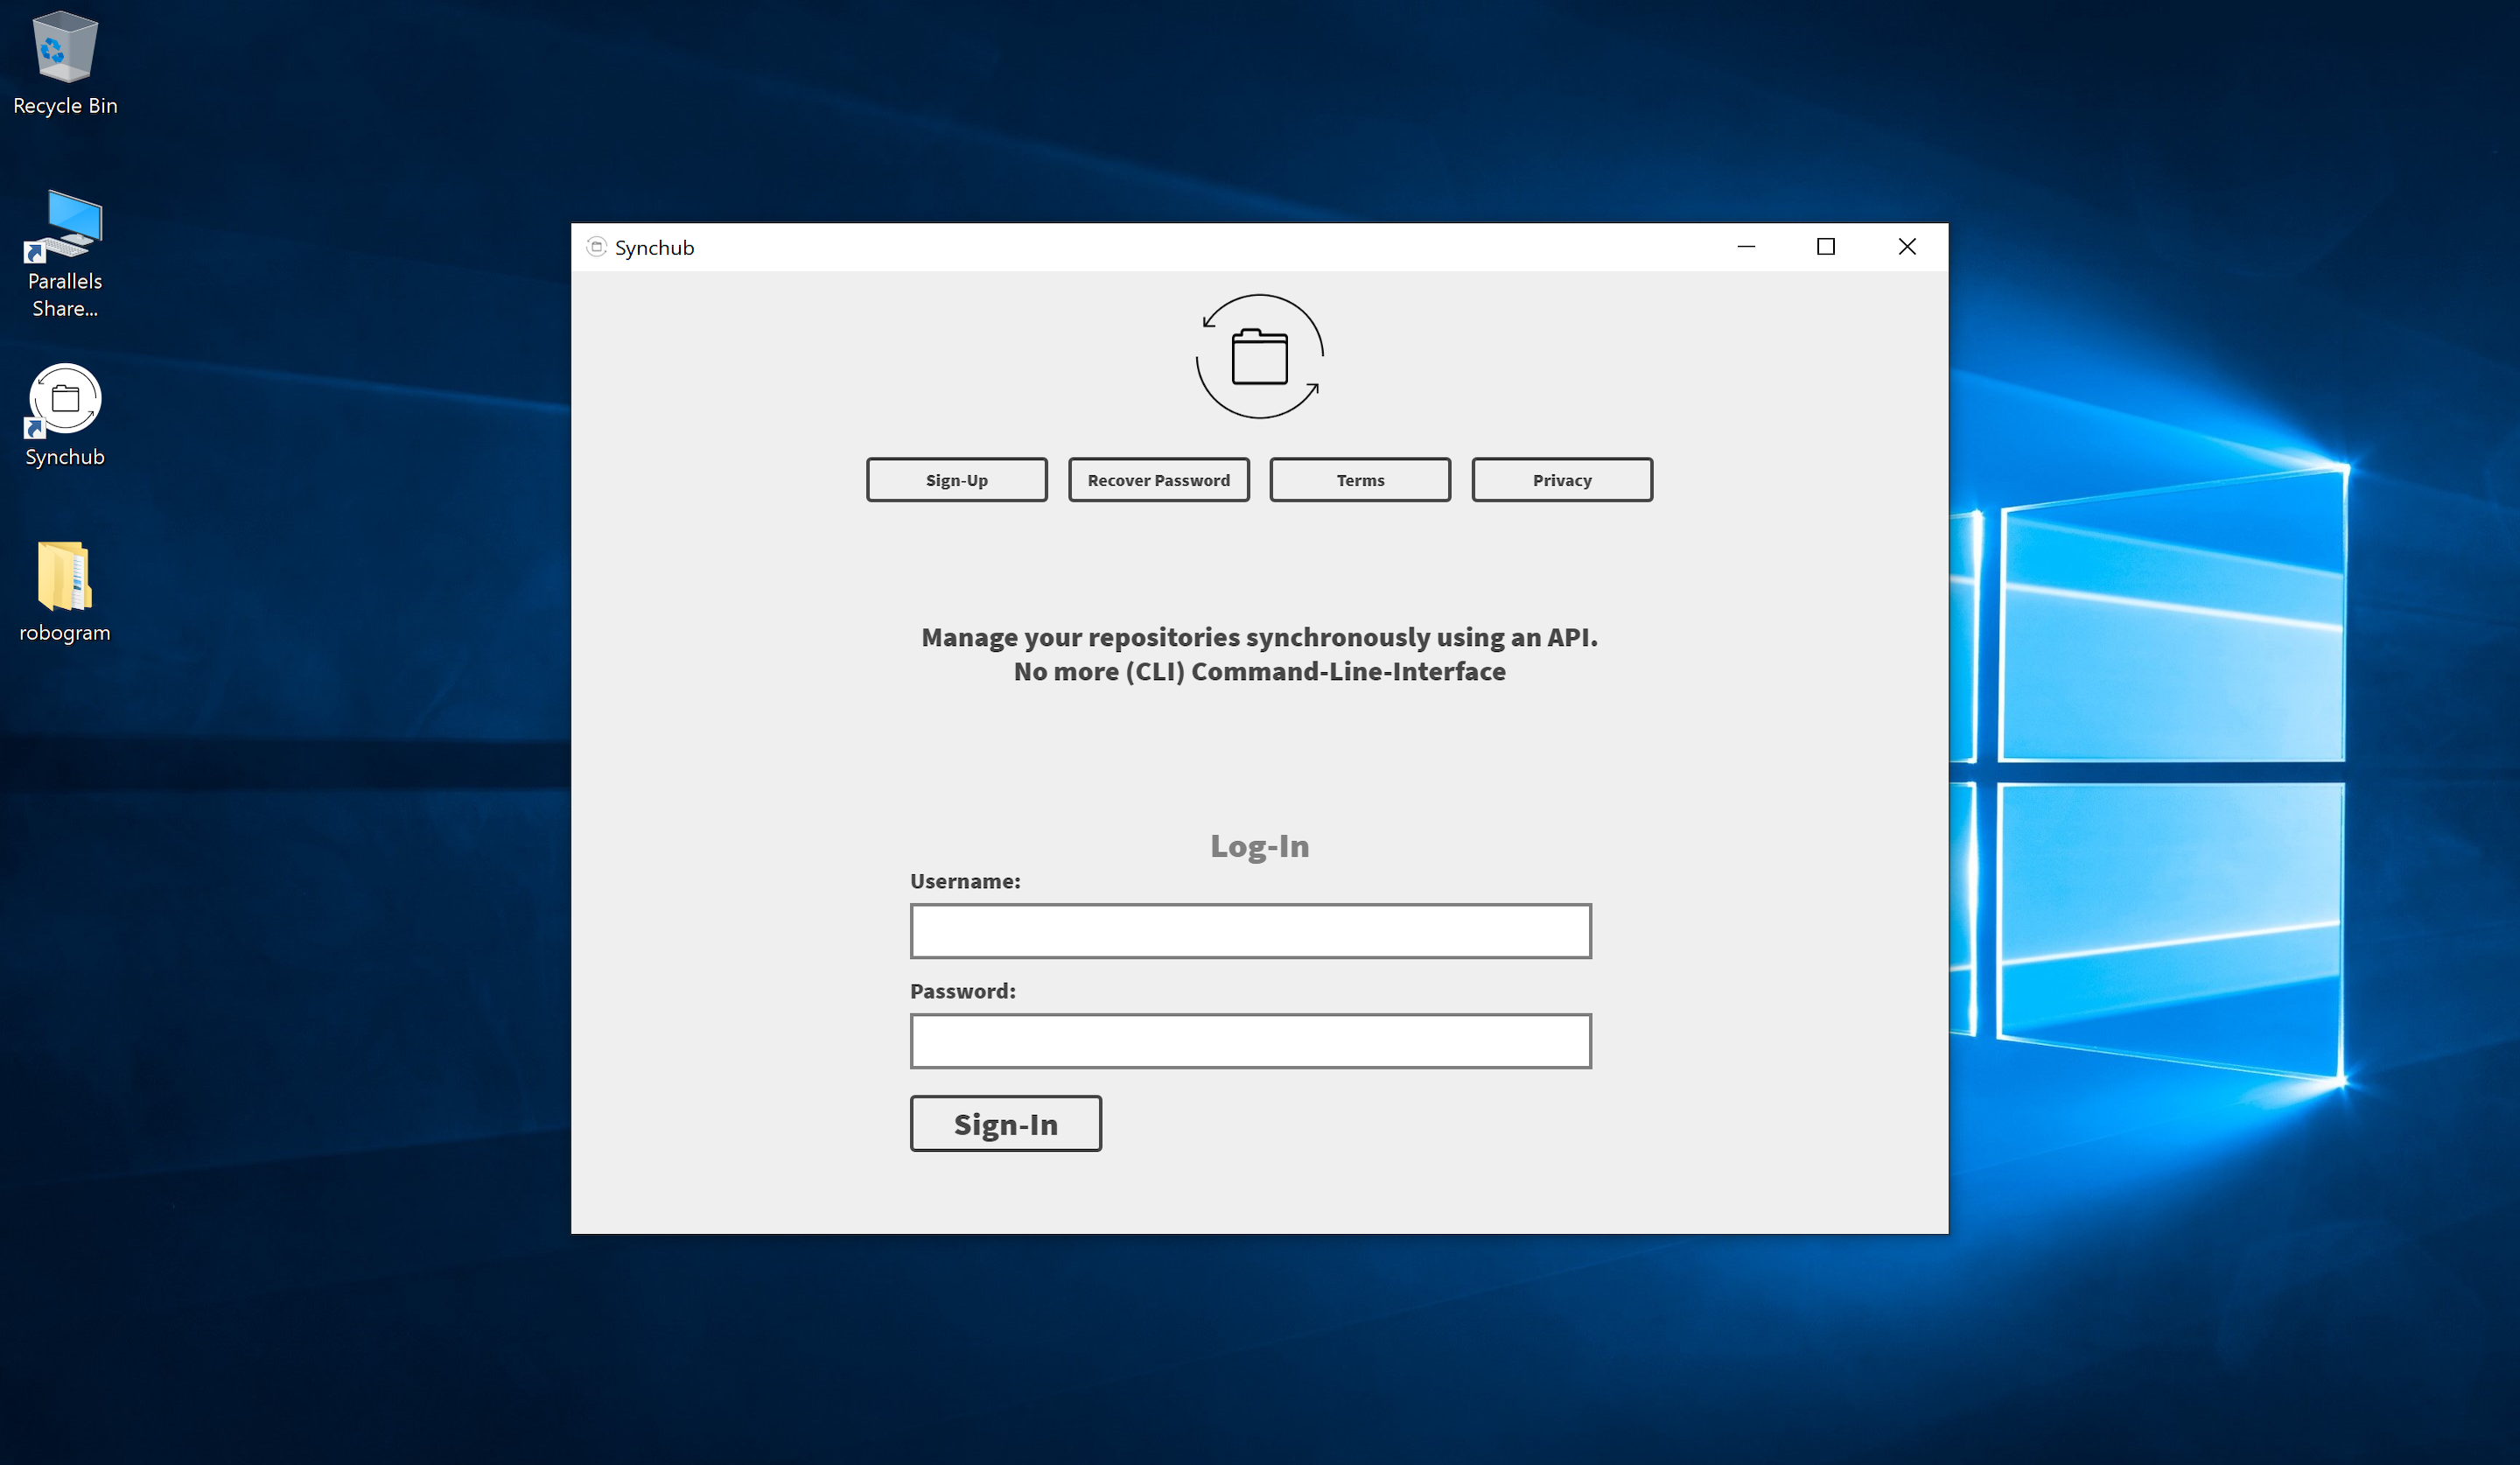 Recycle Bin
Parallels
Share...
Synchub
robogram
Synchub
Sign-Up
Recover Password
Terms
Privacy
Manage your repositories synchronously using an API.
No more (CLI) Command-Line-Interface
Log-In
Username:
Password:
Sign-In